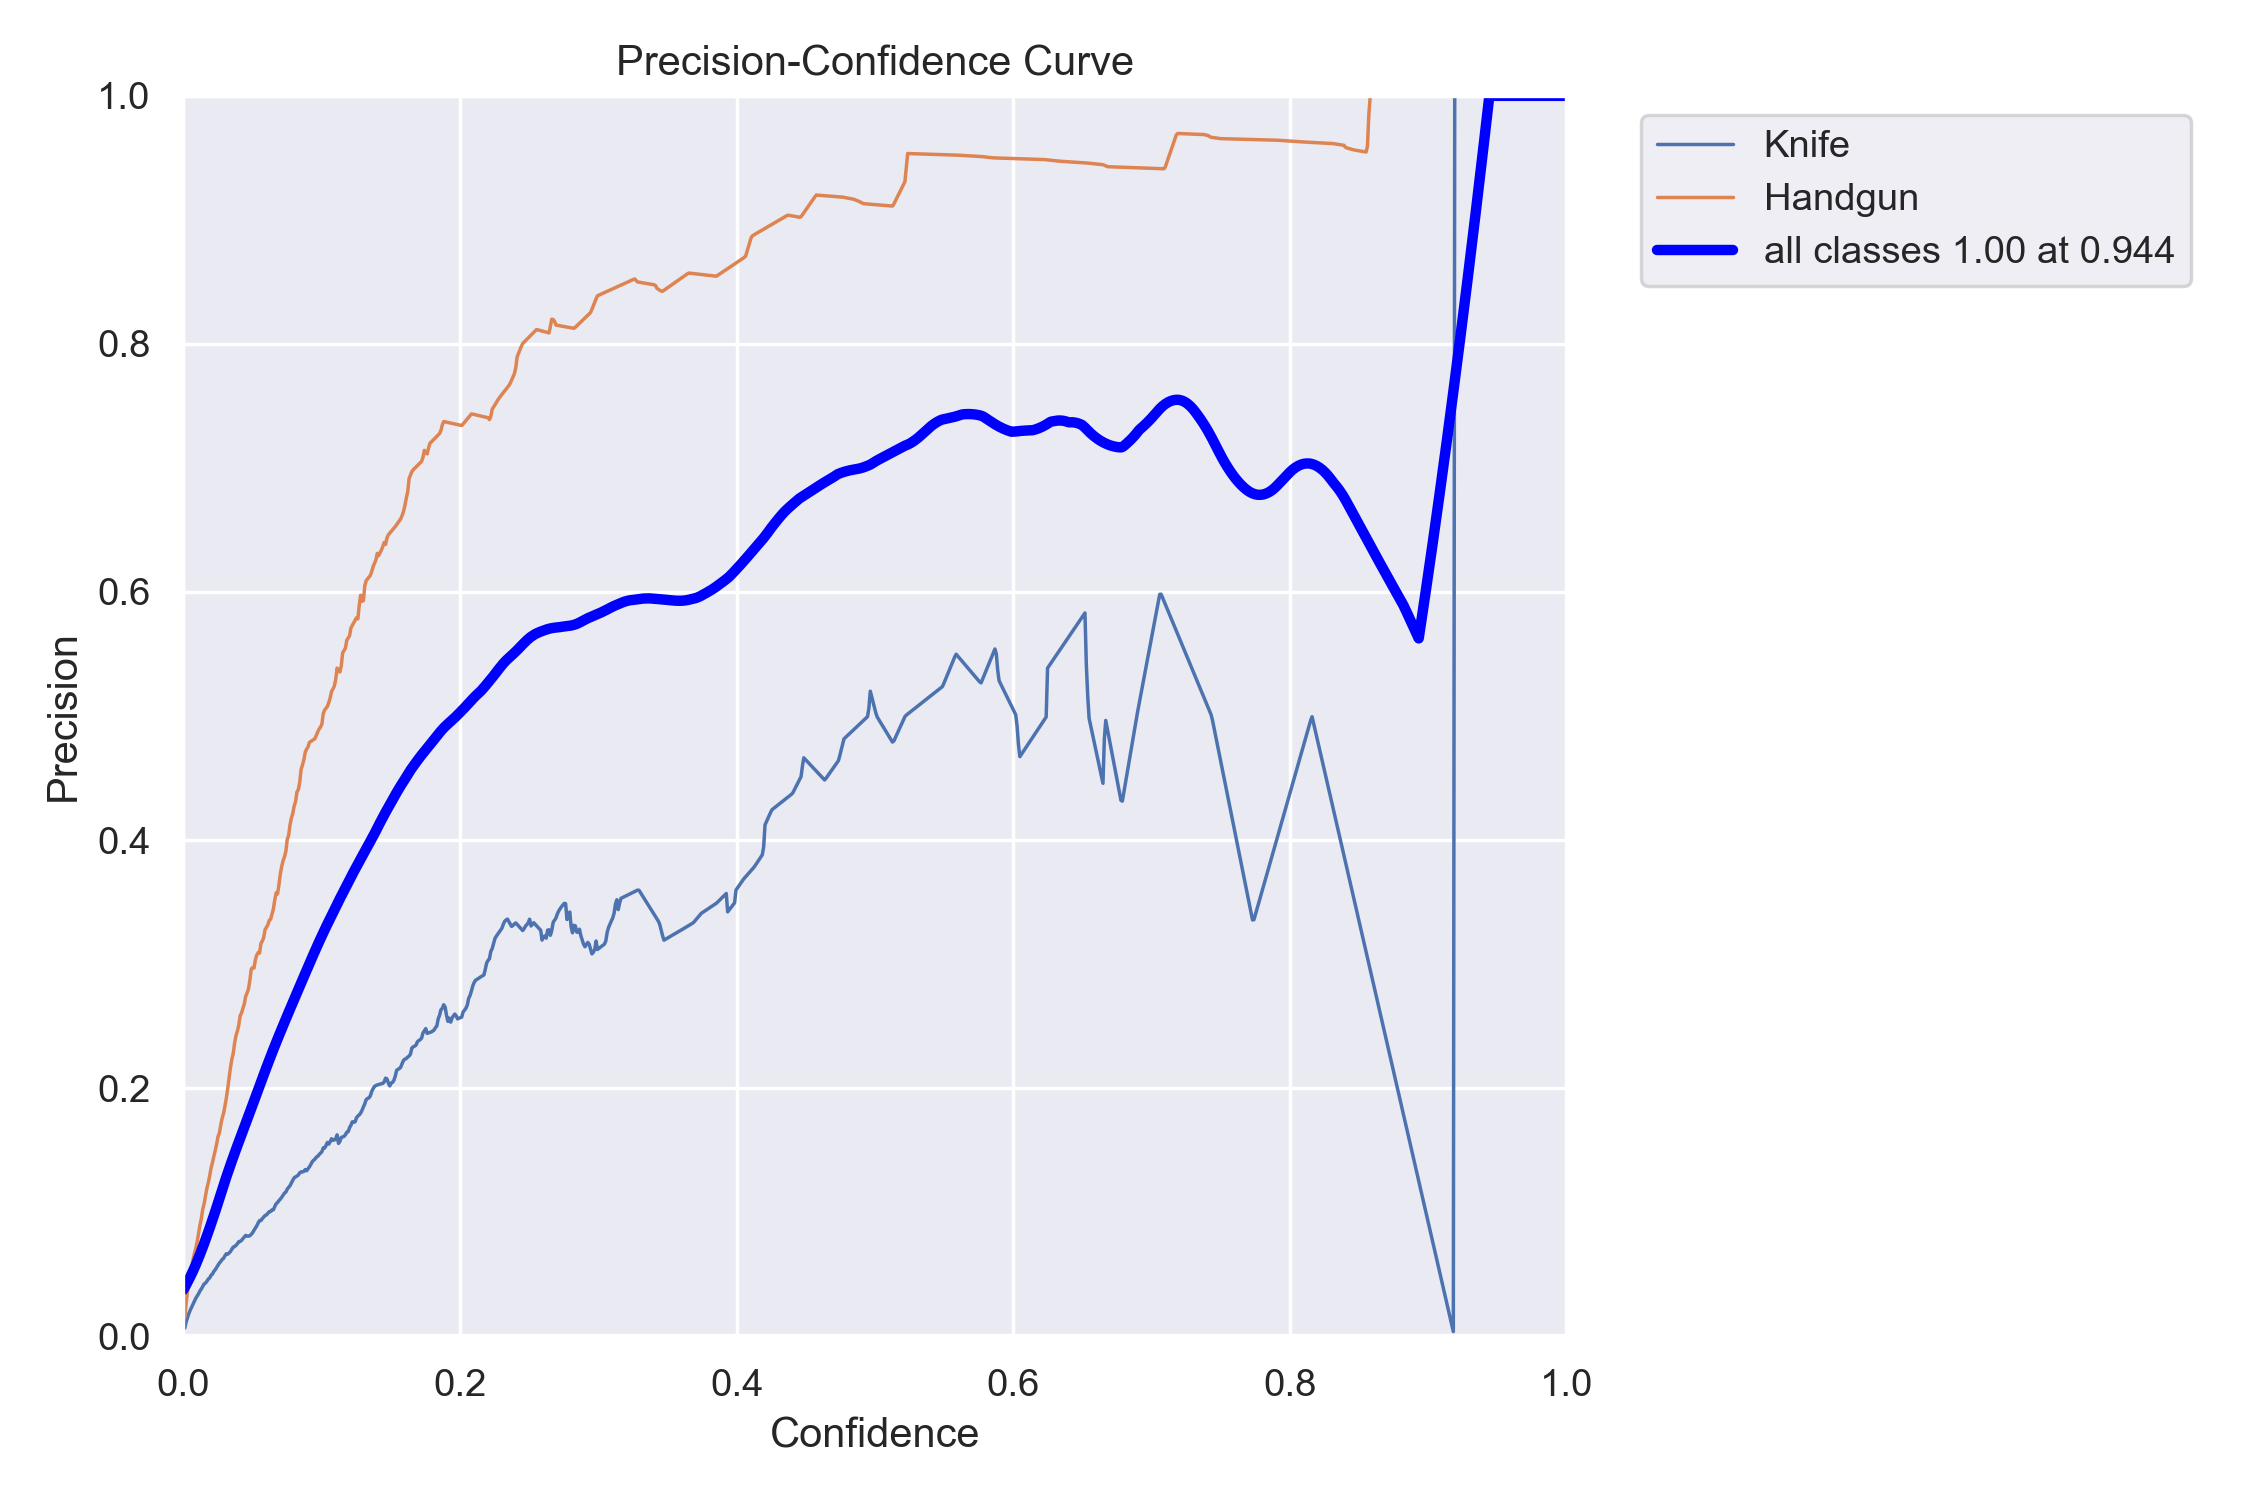 Precision-Confidence Curve
1.0
0.8
0.6
0.4
0.2
0.0
Precision
0.0 0.2 0.4 0.6 0.8 1.0
Confidence
Knife
Handgun
all classes 1.00 at 0.944